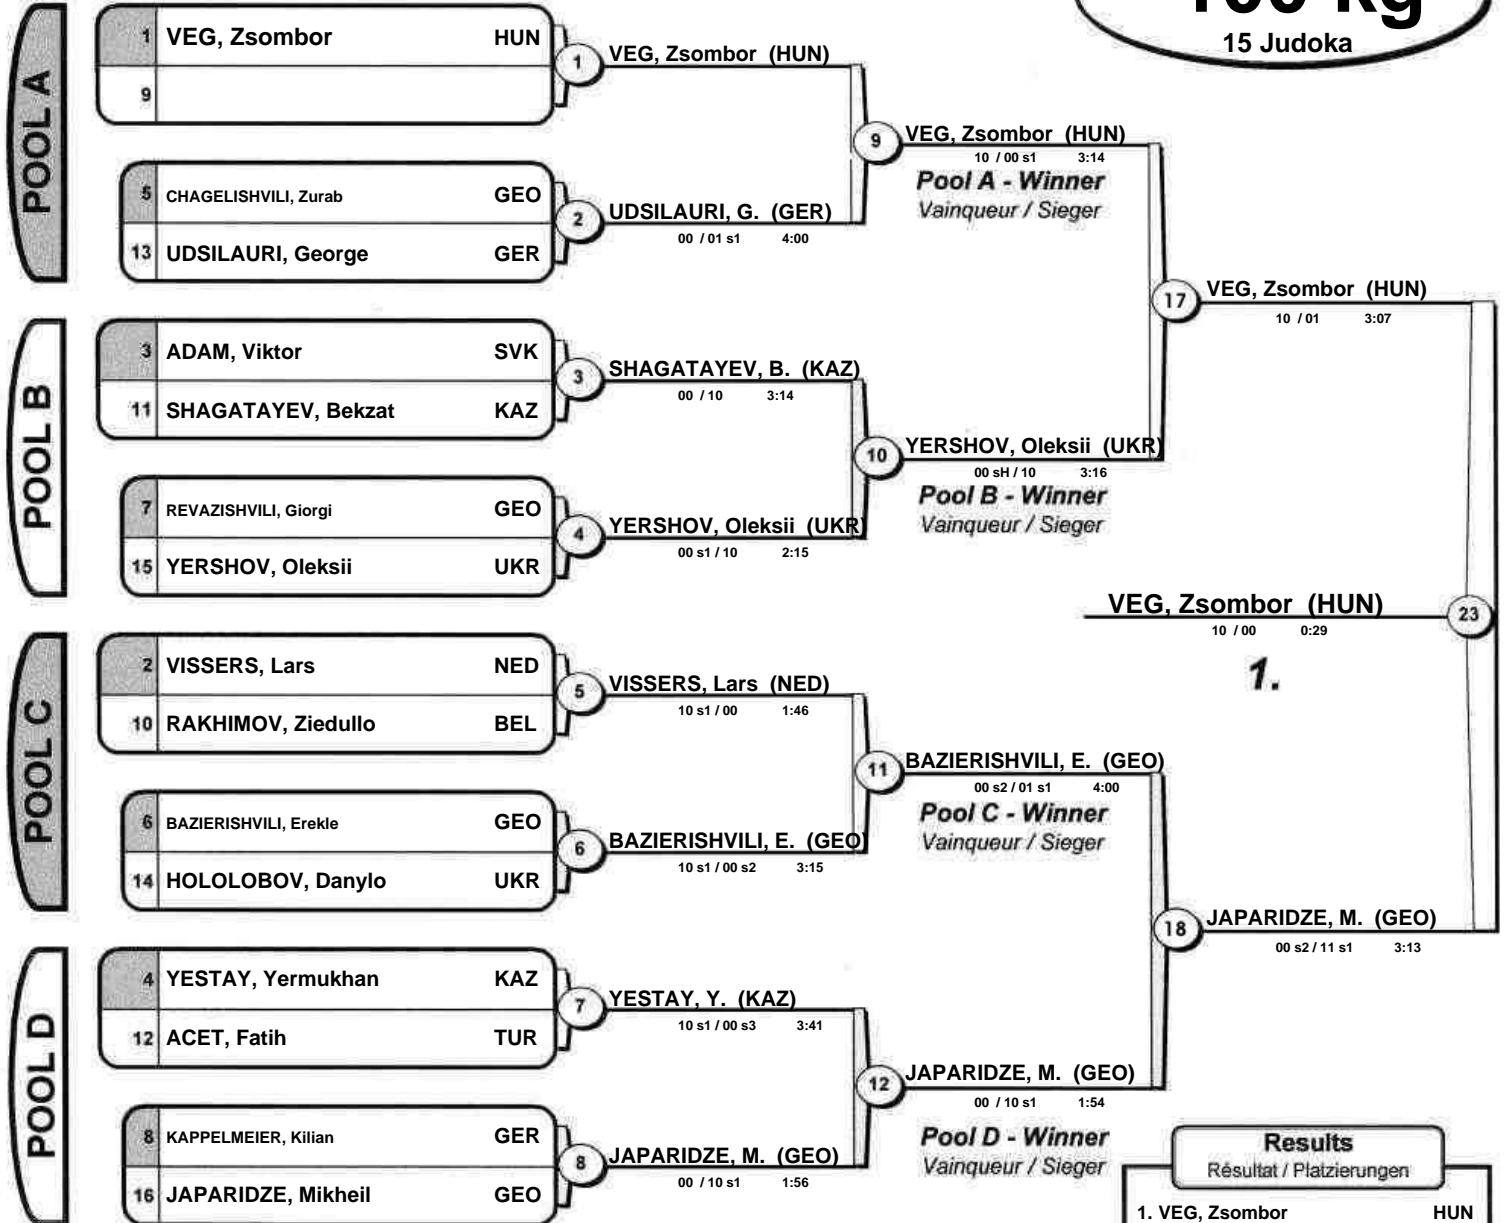 100 kg
15 Judoka
POOL A
1 VEG, Zsombor HUN
9
5 CHAGELISHVILI, Zurab GEO
13 UDSILAURI, George GER
1 VEG, Zsombor (HUN)
2 UDSILAURI, G. (GER)
00 / 01 s1 4:00
9 VEG, Zsombor (HUN)
10 / 00 s1 3:14
Pool A - Winner
Vainqueur / Sieger
POOL B
3 ADAM, Viktor SVK
11 SHAGATAYEV, Bekzat KAZ
7 REVAZISHVILI, Giorgi GEO
15 YERSHOV, Oleksii UKR
3 SHAGATAYEV, B. (KAZ)
00 / 10 3:14
4 YERSHOV, Oleksii (UKR)
00 s1 / 10 2:15
10 YERSHOV, Oleksii (UKR)
00 sH / 10 3:16
Pool B - Winner
Vainqueur / Sieger
17 VEG, Zsombor (HUN)
10 / 01 3:07
VEG, Zsombor (HUN) 23
10 / 00 0:29
1.
POOL C
2 VISSERS, Lars NED
10 RAKHIMOV, Ziedullo BEL
6 BAZIERISHVILI, Erekle GEO
14 HOLOLOBOV, Danylo UKR
5 VISSERS, Lars (NED)
10 s1 / 00 1:46
6 BAZIERISHVILI, E. (GEO)
10 s1 / 00 s2 3:15
11 BAZIERISHVILI, E. (GEO)
00 s2 / 01 s1 4:00
Pool C - Winner
Vainqueur / Sieger
18 JAPARIDZE, M. (GEO)
00 s2 / 11 s1 3:13
POOL D
4 YESTAY, Yermukhan KAZ
12 ACET, Fatih TUR
8 KAPPELMEIER, Kilian GER
16 JAPARIDZE, Mikheil GEO
7 YESTAY, Y. (KAZ)
10 s1 / 00 s3 3:41
8 JAPARIDZE, M. (GEO)
00 / 10 s1 1:56
12 JAPARIDZE, M. (GEO)
00 / 10 s1 1:54
Pool D - Winner
Vainqueur / Sieger
Results
Résultat / Platzierungen
1. VEG, Zsombor HUN